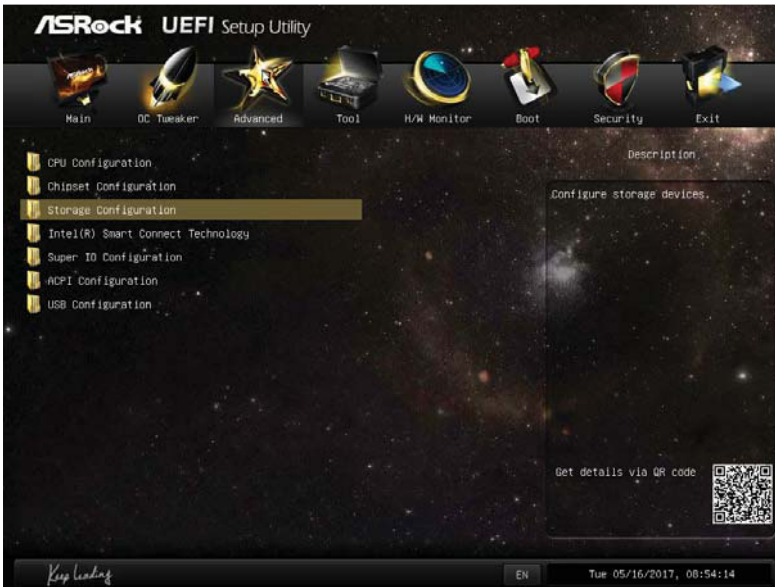 ASRock UEFI Setup Utility
Main OC Tweaker Advanced Tool H/W Monitor Boot Security Exit
CPU Configuration
Chipset Configuration
Storage Configuration
Intel(R) Smart Connect Technology
Super IO Configuration
ACPI Configuration
USB Configuration
Description
Configure storage devices.
Get details via QR code
Keep Leading
EN
Tue 05/16/2017, 08:54:14